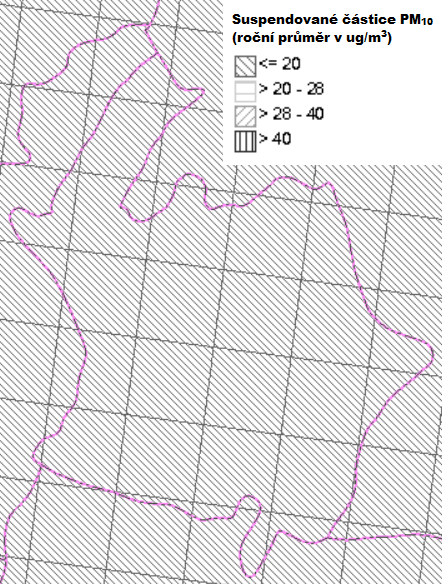 Suspendované částice PM₁₀
(roční průměr v ug/m³)
<= 20
> 20 - 28
> 28 - 40
> 40